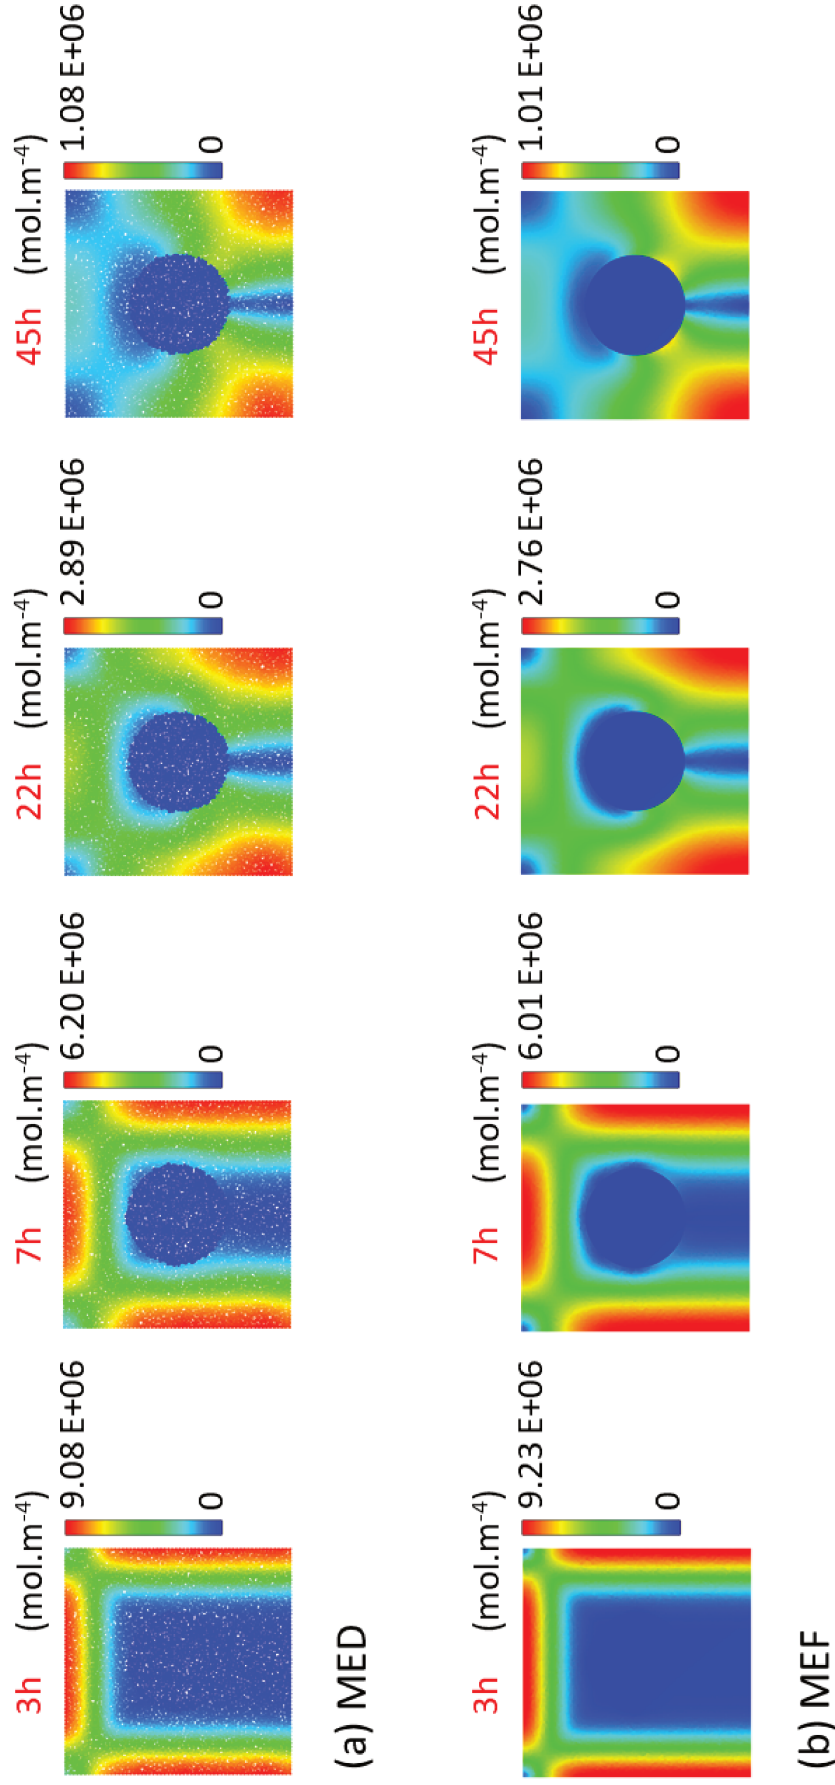 3h (mol.m⁻⁴) 9.08 E+06 0
7h (mol.m⁻⁴) 6.20 E+06 0
22h (mol.m⁻⁴) 2.89 E+06 0
45h (mol.m⁻⁴) 1.08 E+06 0
(a) MED
3h (mol.m⁻⁴) 9.23 E+06 0
7h (mol.m⁻⁴) 6.01 E+06 0
22h (mol.m⁻⁴) 2.76 E+06 0
45h (mol.m⁻⁴) 1.01 E+06 0
(b) MEF